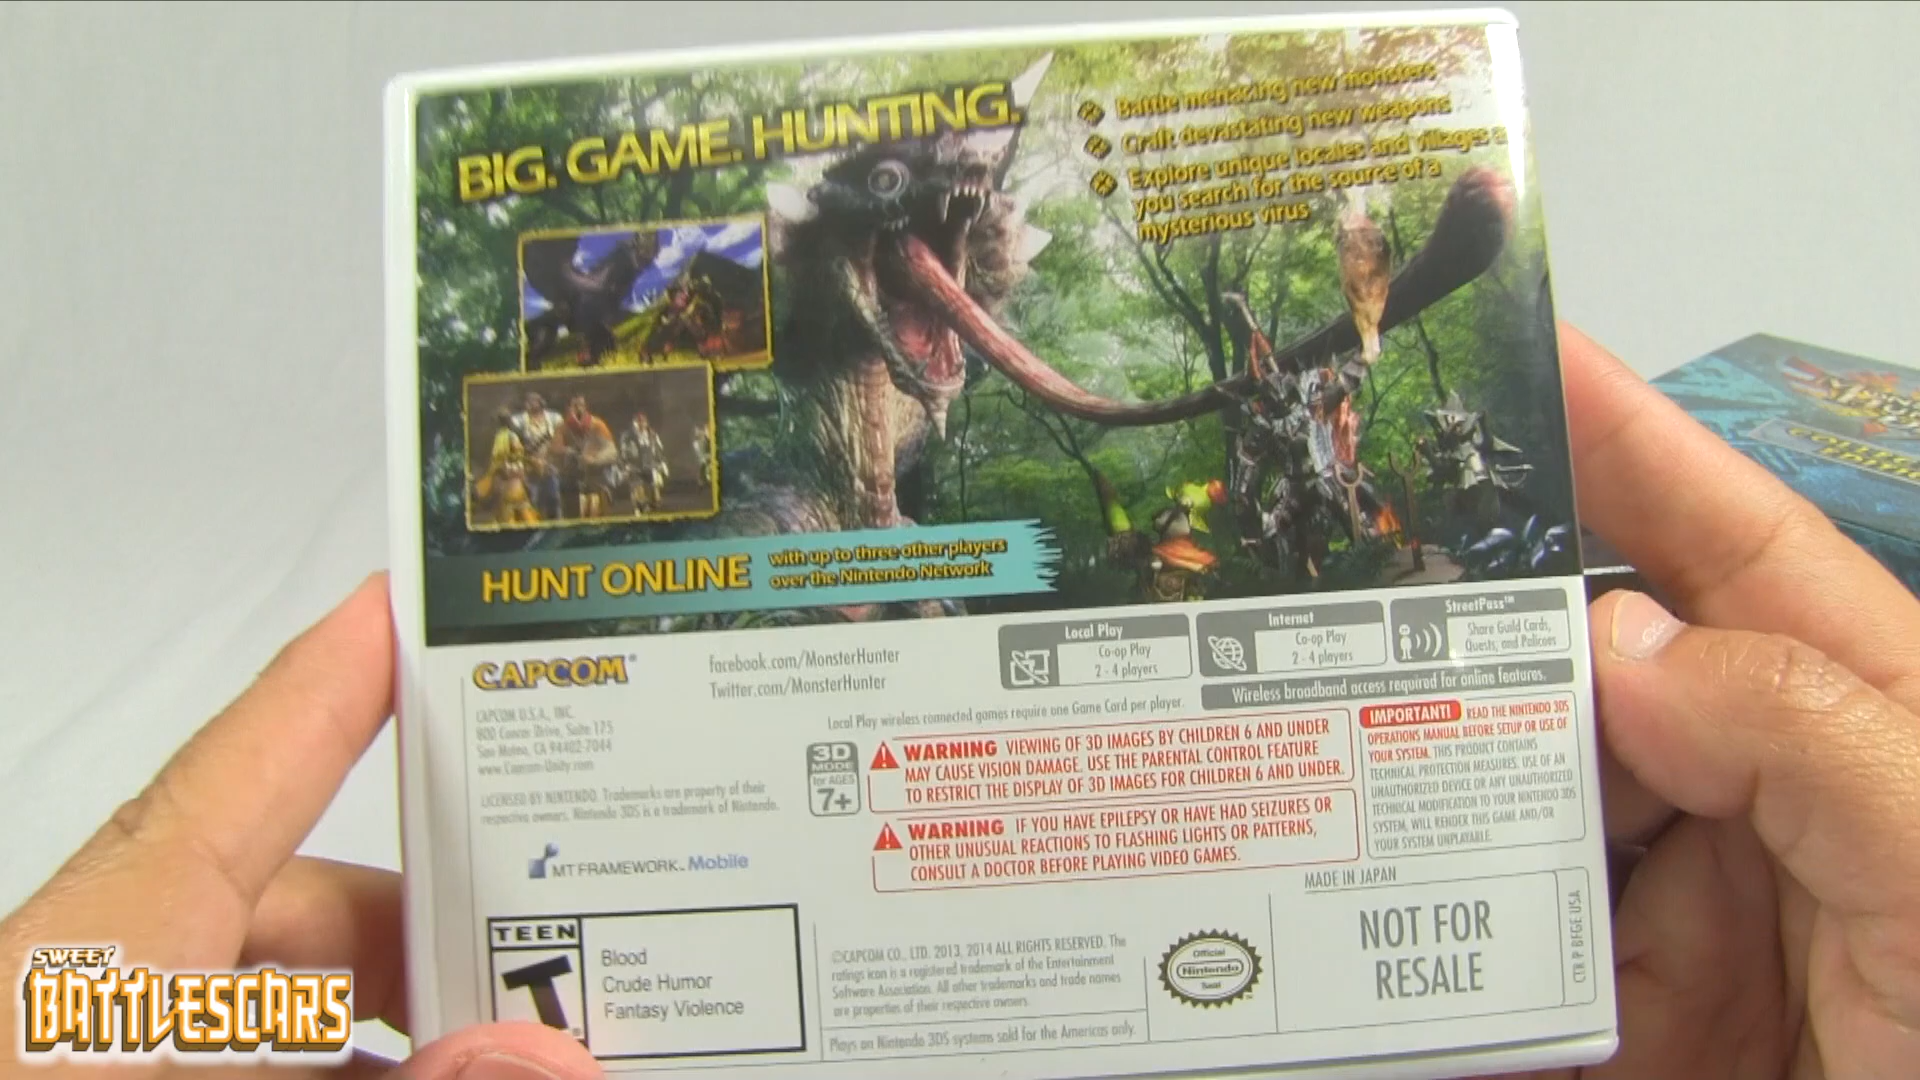 BIG. GAME. HUNTING.
Battle menacing new monsters
Craft devastating new weapons
Explore unique locales and villages
you search for the source of a
mysterious virus
HUNT ONLINE
with up to three other players
over the Nintendo Network
CAPCOM
facebook.com/MonsterHunter
Twitter.com/MonsterHunter
CAPCOM U.S.A., INC.
800 Concar Drive, Suite 175
San Mateo, CA 94402-7044
www.Capcom-Unity.com
LICENSED BY NINTENDO. Trademarks are property of their
respective owners. Nintendo 3DS is a trademark of Nintendo.
MT FRAMEWORK. Mobile
Local Play
Co-op Play
2 - 4 players
Internet
Co-op Play
2 - 4 players
StreetPass™
Share Guild Cards,
Quests, and Palicoes
Wireless broadband access required for online features.
Local Play wireless connected games require one Game Card per player.
3D
MODE
for AGES
7+
WARNING VIEWING OF 3D IMAGES BY CHILDREN 6 AND UNDER
MAY CAUSE VISION DAMAGE. USE THE PARENTAL CONTROL FEATURE
TO RESTRICT THE DISPLAY OF 3D IMAGES FOR CHILDREN 6 AND UNDER.
WARNING IF YOU HAVE EPILEPSY OR HAVE HAD SEIZURES OR
OTHER UNUSUAL REACTIONS TO FLASHING LIGHTS OR PATTERNS,
CONSULT A DOCTOR BEFORE PLAYING VIDEO GAMES.
IMPORTANT! READ THE NINTENDO 3DS
OPERATIONS MANUAL BEFORE SETUP OR USE OF
YOUR SYSTEM. THIS PRODUCT CONTAINS
TECHNICAL PROTECTION MEASURES. USE OF AN
UNAUTHORIZED DEVICE OR ANY UNAUTHORIZED
TECHNICAL MODIFICATION TO YOUR NINTENDO 3DS
SYSTEM, WILL RENDER THIS GAME AND/OR
YOUR SYSTEM UNPLAYABLE.
TEEN
T
Blood
Crude Humor
Fantasy Violence
©CAPCOM CO., LTD. 2013, 2014 ALL RIGHTS RESERVED. The
ratings icon is a registered trademark of the Entertainment
Software Association. All other trademarks and trade names
are properties of their respective owners.
Plays on Nintendo 3DS systems sold for the Americas only.
Official
Nintendo
Seal
MADE IN JAPAN
NOT FOR
RESALE
CTR P BFGE USA
SWEET
BATTLESCARS